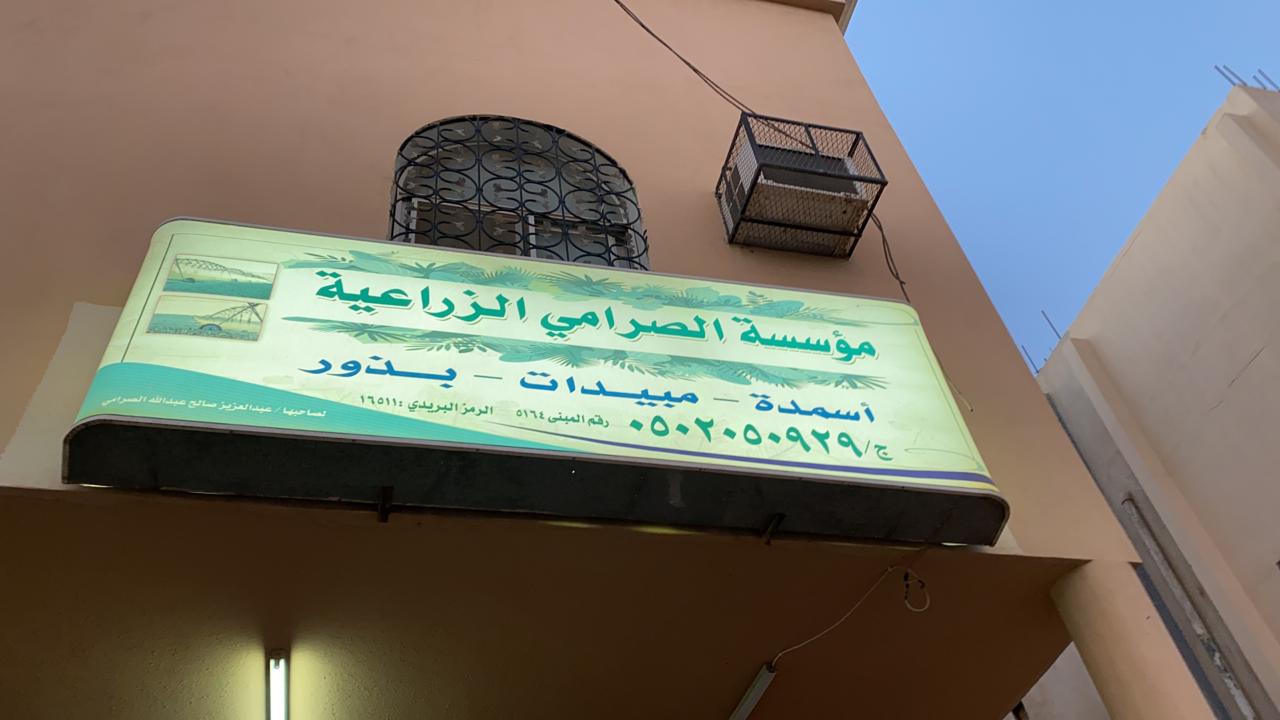 مؤسسة الصرامي الزراعية
أسمدة - مبيدات - بذور
ج/٠٥٠٢٠٥٠٩٢٩ رقم المبنى ٥١٦٤ الرمز البريدي :١٦٥١١
لصاحبها / عبدالعزيز صالح عبدالله الصرامي